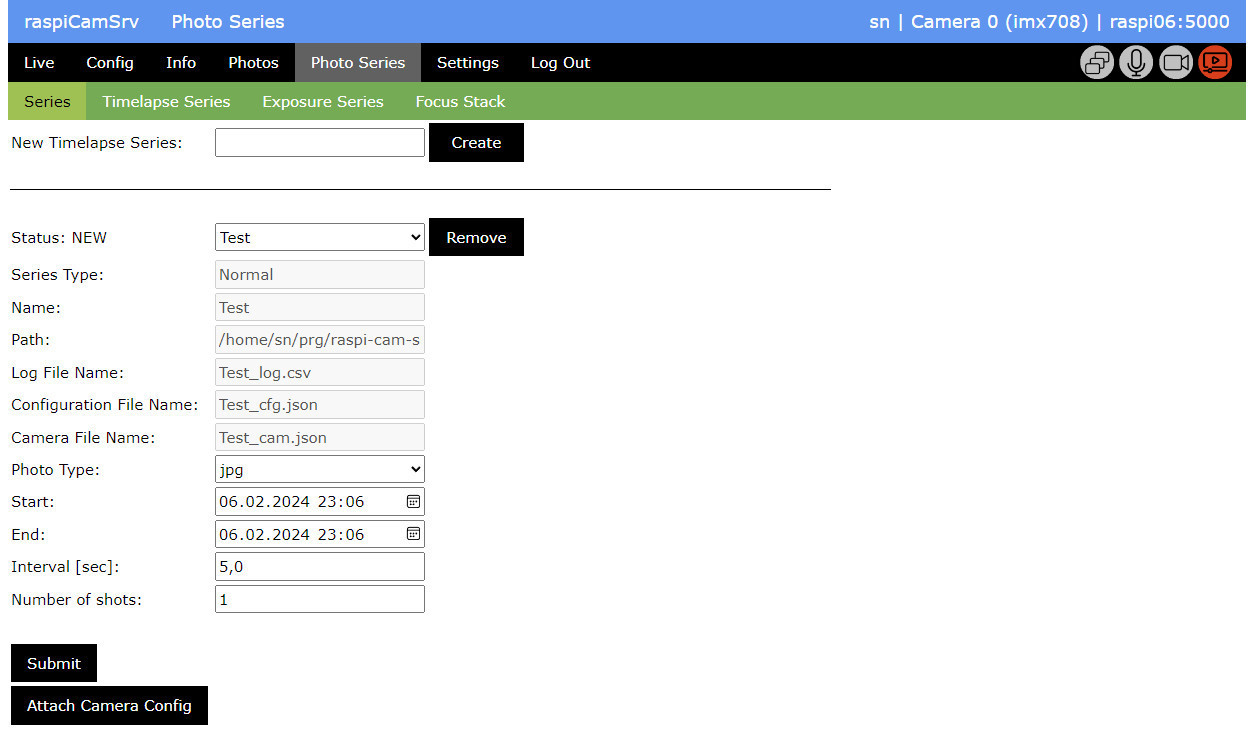 raspiCamSrv Photo Series sn | Camera 0 (imx708) | raspi06:5000
Live Config Info Photos Photo Series Settings Log Out
Series Timelapse Series Exposure Series Focus Stack
New Timelapse Series: Create
Status: NEW Test Remove
Series Type: Normal
Name: Test
Path: /home/sn/prg/raspi-cam-s
Log File Name: Test_log.csv
Configuration File Name: Test_cfg.json
Camera File Name: Test_cam.json
Photo Type: jpg
Start: 06.02.2024 23:06
End: 06.02.2024 23:06
Interval [sec]: 5,0
Number of shots: 1
Submit
Attach Camera Config